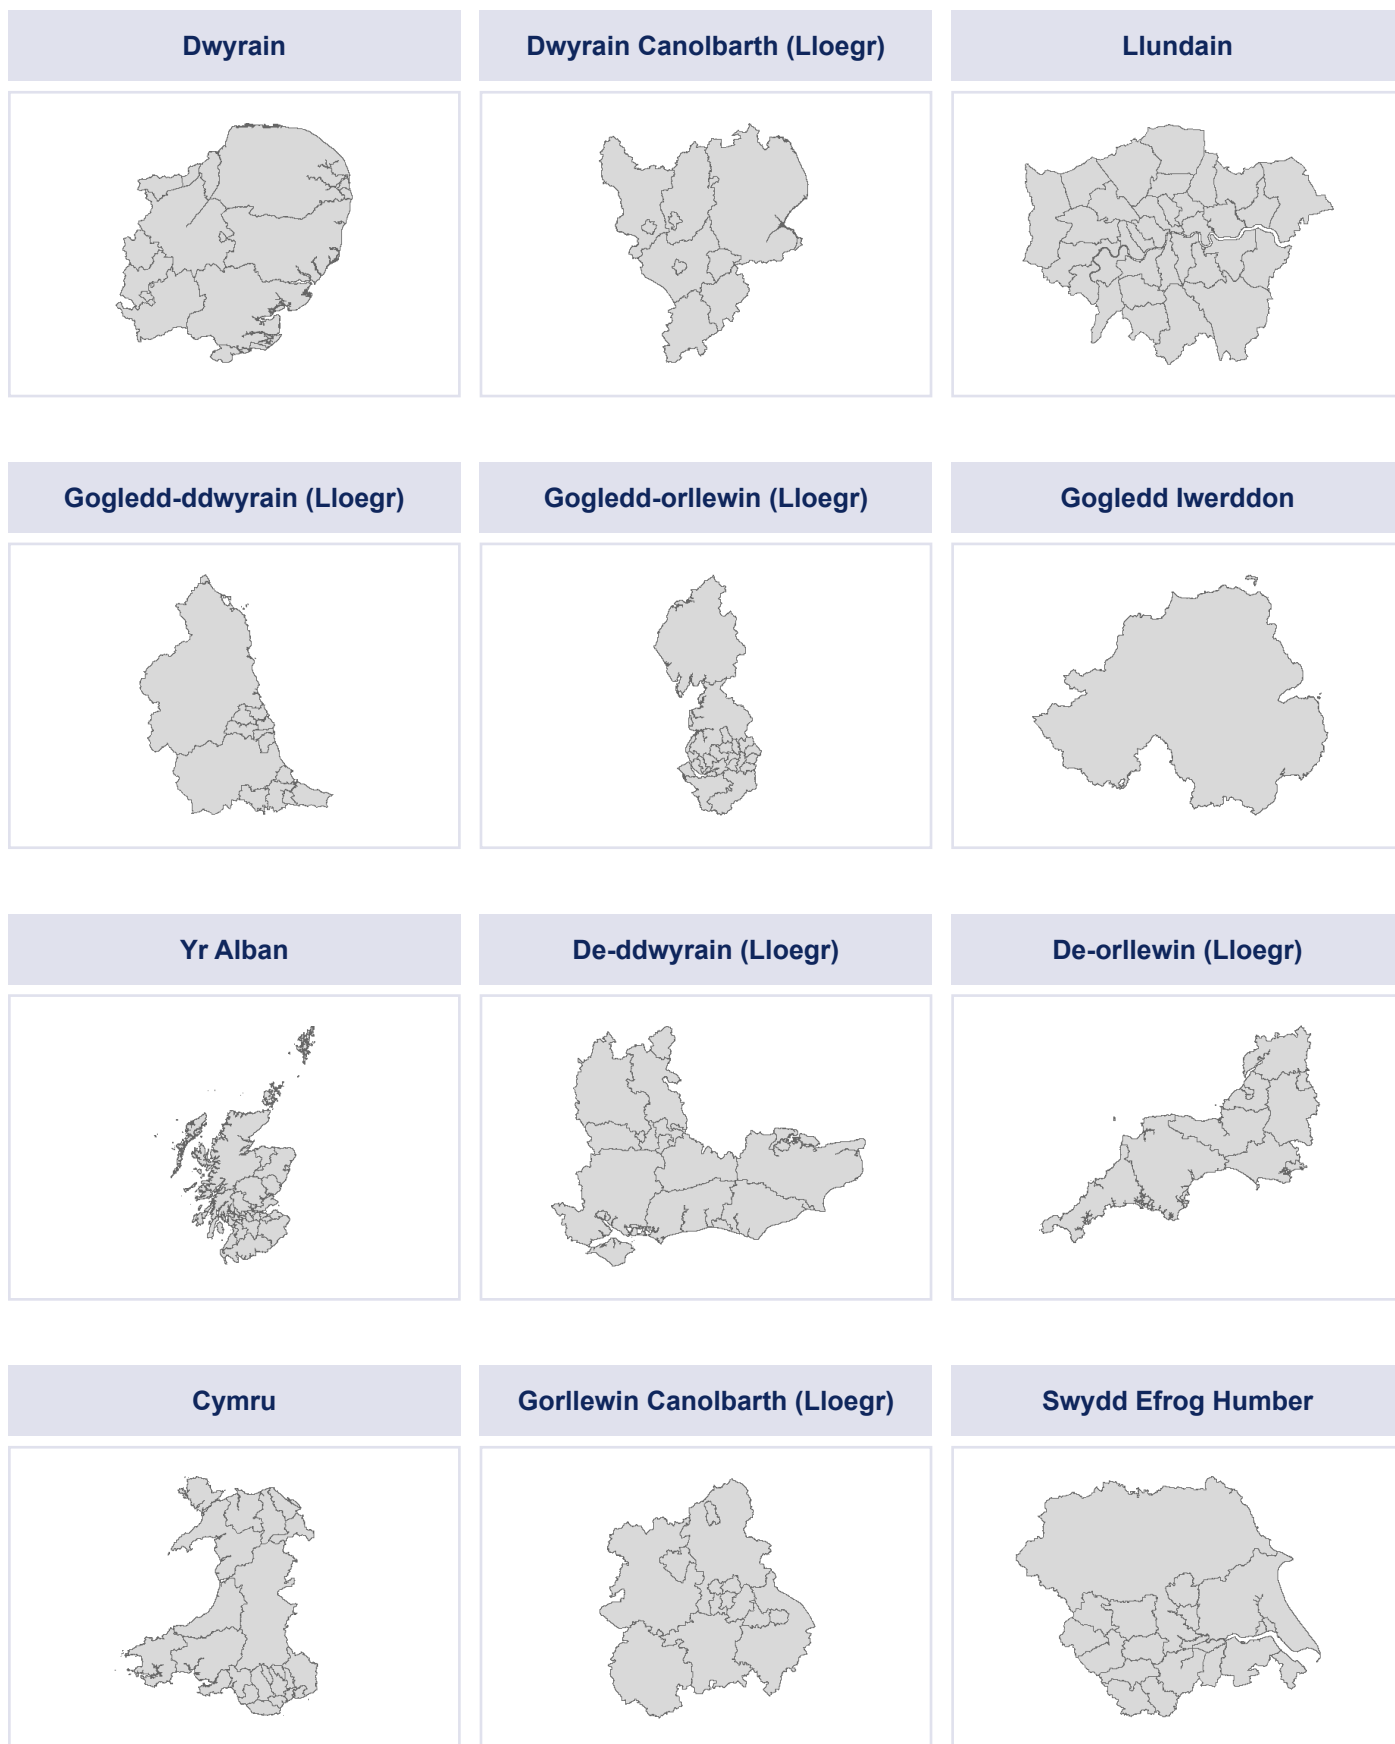 Dwyrain
Dwyrain Canolbarth (Lloegr)
Llundain
Gogledd-ddwyrain (Lloegr)
Gogledd-orllewin (Lloegr)
Gogledd Iwerddon
Yr Alban
De-ddwyrain (Lloegr)
De-orllewin (Lloegr)
Cymru
Gorllewin Canolbarth (Lloegr)
Swydd Efrog Humber